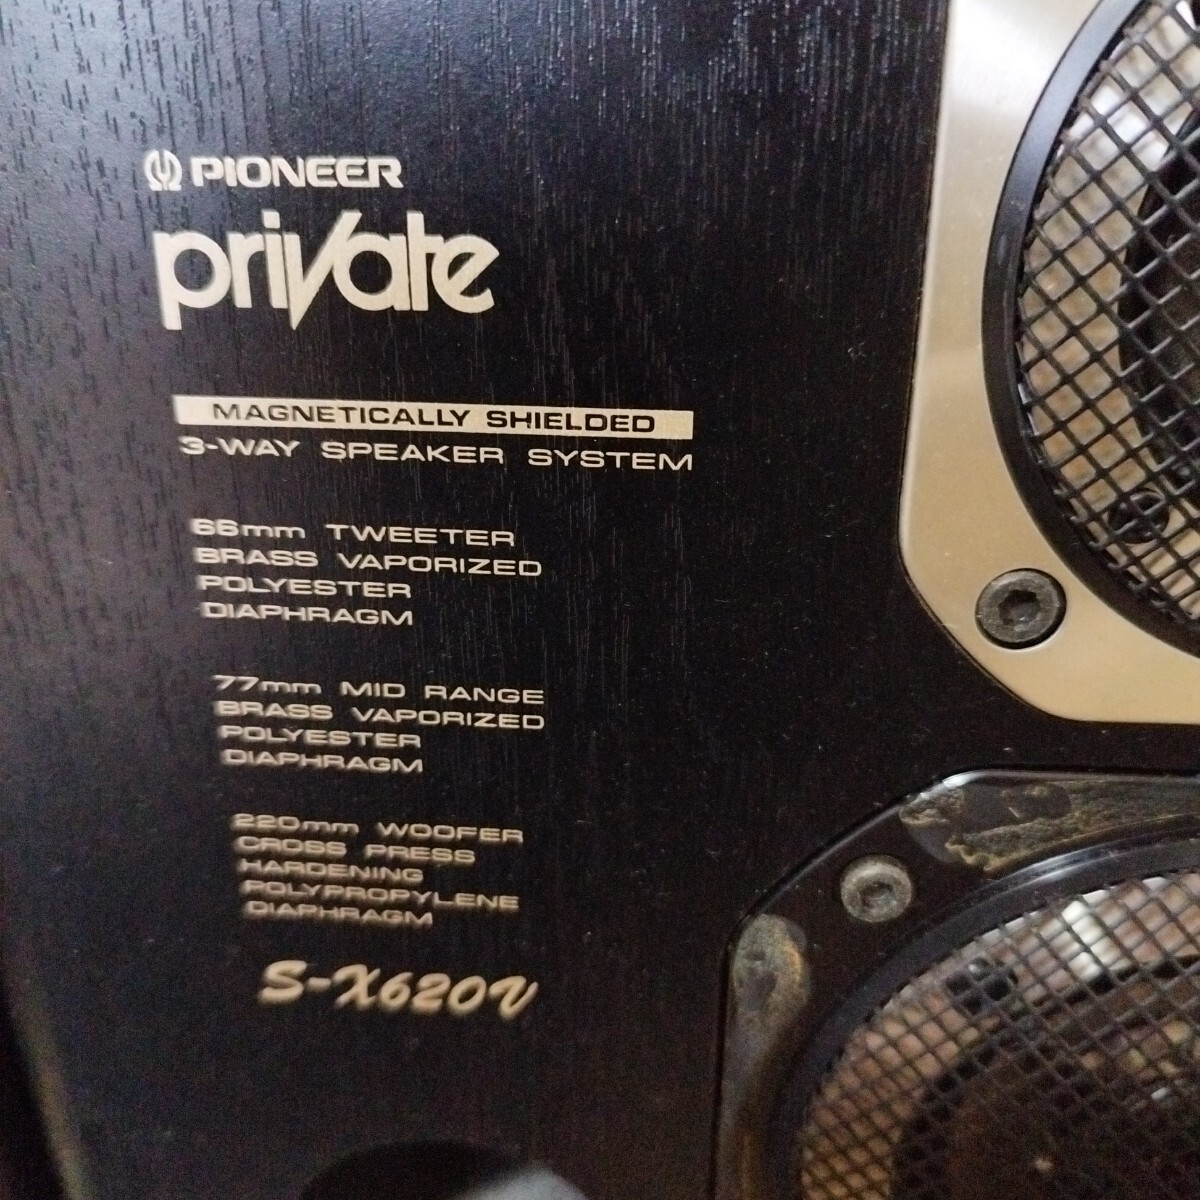 PIONEER
private
MAGNETICALLY SHIELDED
3-WAY SPEAKER SYSTEM
66mm TWEETER
BRASS VAPORIZED
POLYESTER
DIAPHRAGM
77mm MID RANGE
BRASS VAPORIZED
POLYESTER
DIAPHRAGM
220mm WOOFER
CROSS PRESS
HARDENING
POLYPROPYLENE
DIAPHRAGM
S-X620V